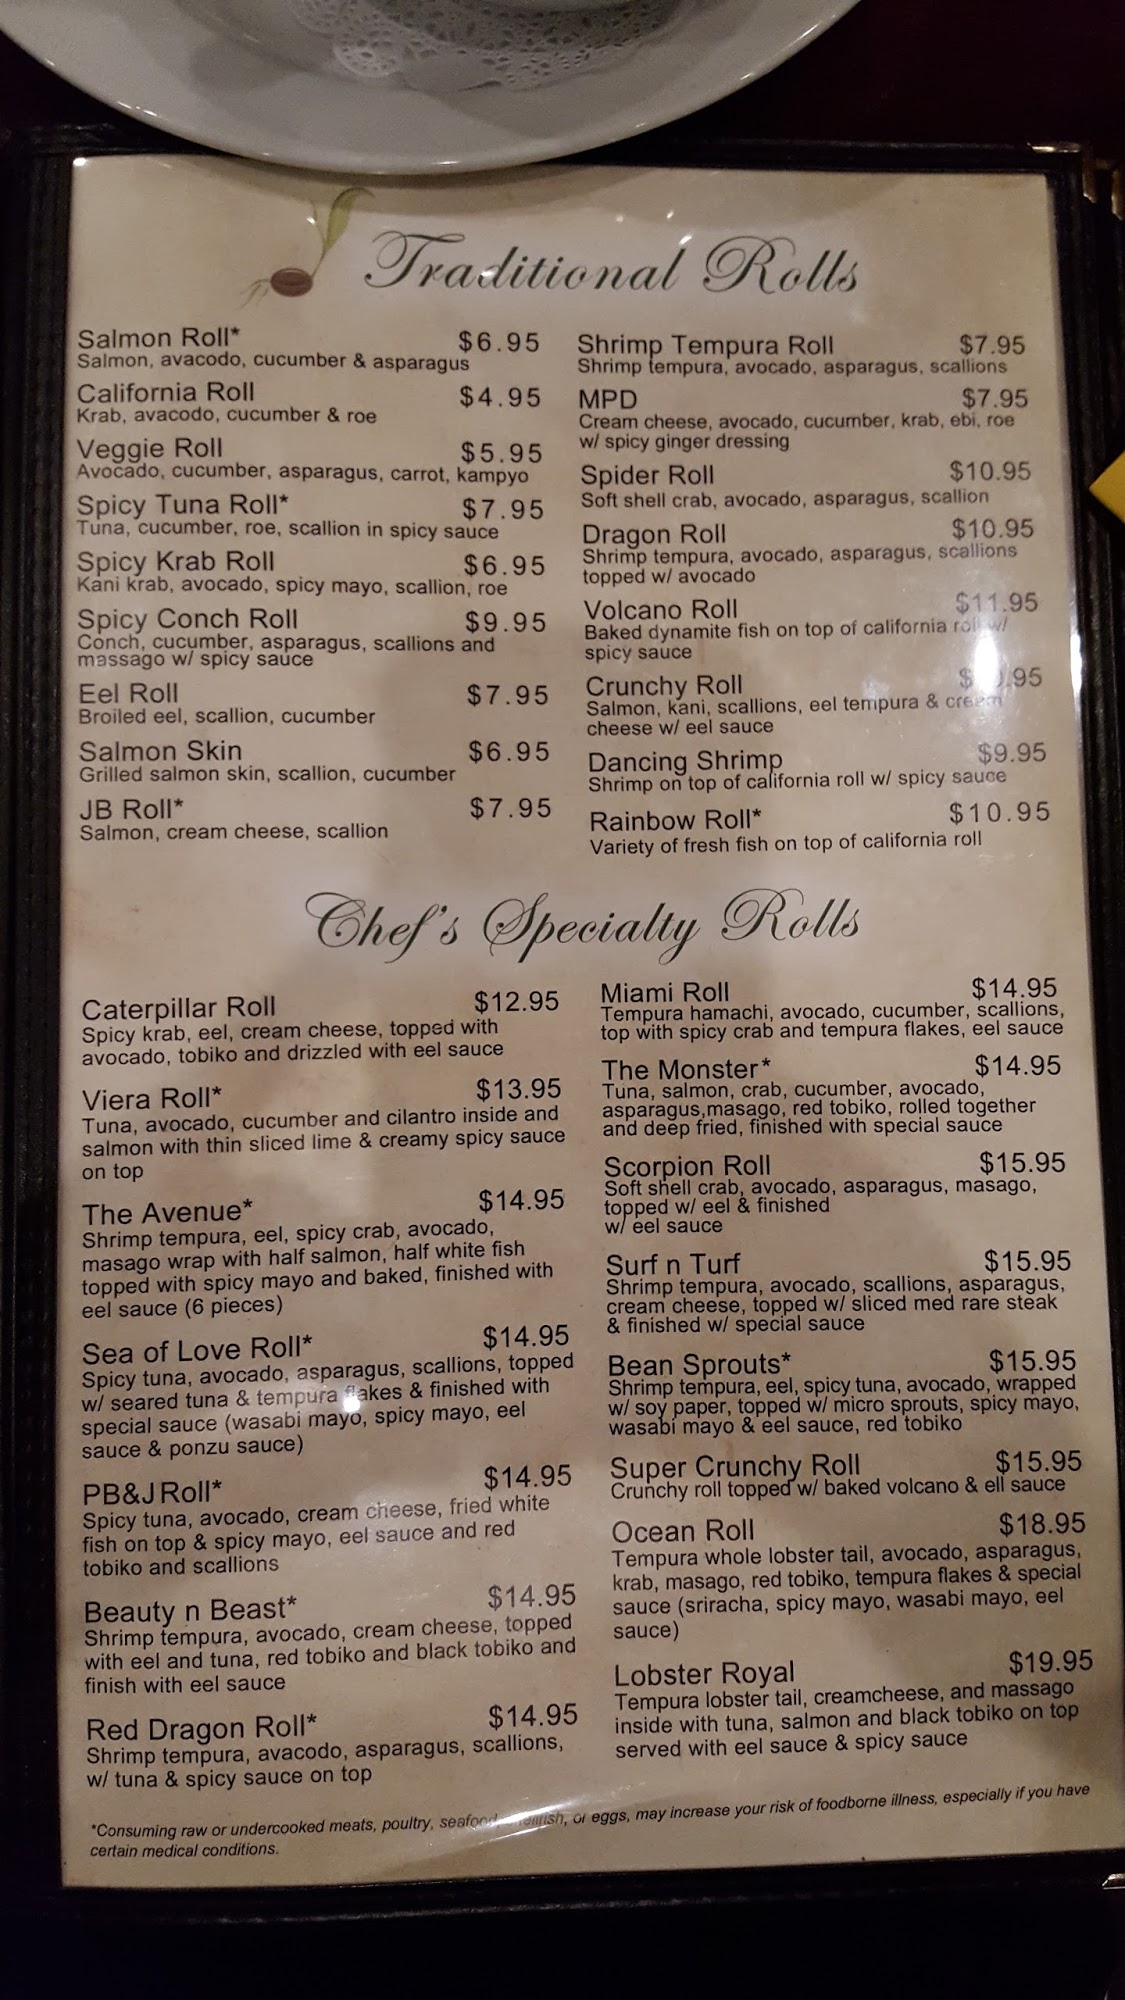 Traditional Rolls
Salmon Roll* $6.95
Salmon, avacodo, cucumber & asparagus
California Roll $4.95
Krab, avacodo, cucumber & roe
Veggie Roll $5.95
Avocado, cucumber, asparagus, carrot, kampyo
Spicy Tuna Roll* $7.95
Tuna, cucumber, roe, scallion in spicy sauce
Spicy Krab Roll $6.95
Kani krab, avocado, spicy mayo, scallion, roe
Spicy Conch Roll $9.95
Conch, cucumber, asparagus, scallions and
massago w/ spicy sauce
Eel Roll $7.95
Broiled eel, scallion, cucumber
Salmon Skin $6.95
Grilled salmon skin, scallion, cucumber
JB Roll* $7.95
Salmon, cream cheese, scallion
Shrimp Tempura Roll $7.95
Shrimp tempura, avocado, asparagus, scallions
MPD $7.95
Cream cheese, avocado, cucumber, krab, ebi, roe
w/ spicy ginger dressing
Spider Roll $10.95
Soft shell crab, avocado, asparagus, scallion
Dragon Roll $10.95
Shrimp tempura, avocado, asparagus, scallions
topped w/ avocado
Volcano Roll $11.95
Baked dynamite fish on top of california roll w/
spicy sauce
Crunchy Roll
Salmon, kani, scallions, eel tempura & cream
cheese w/ eel sauce
Dancing Shrimp $9.95
Shrimp on top of california roll w/ spicy sauce
Rainbow Roll* $10.95
Variety of fresh fish on top of california roll
Chef's Specialty Rolls
Caterpillar Roll $12.95
Spicy krab, eel, cream cheese, topped with
avocado, tobiko and drizzled with eel sauce
Viera Roll* $13.95
Tuna, avocado, cucumber and cilantro inside and
salmon with thin sliced lime & creamy spicy sauce
on top
The Avenue* $14.95
Shrimp tempura, eel, spicy crab, avocado,
masago wrap with half salmon, half white fish
topped with spicy mayo and baked, finished with
eel sauce (6 pieces)
Sea of Love Roll* $14.95
Spicy tuna, avocado, asparagus, scallions, topped
w/ seared tuna & tempura flakes & finished with
special sauce (wasabi mayo, spicy mayo, eel
sauce & ponzu sauce)
PB&J Roll* $14.95
Spicy tuna, avocado, cream cheese, fried white
fish on top & spicy mayo, eel sauce and red
tobiko and scallions
Beauty n Beast* $14.95
Shrimp tempura, avocado, cream cheese, topped
with eel and tuna, red tobiko and black tobiko and
finish with eel sauce
Red Dragon Roll* $14.95
Shrimp tempura, avacodo, asparagus, scallions,
w/ tuna & spicy sauce on top
Miami Roll $14.95
Tempura hamachi, avocado, cucumber, scallions,
top with spicy crab and tempura flakes, eel sauce
The Monster* $14.95
Tuna, salmon, crab, cucumber, avocado,
asparagus,masago, red tobiko, rolled together
and deep fried, finished with special sauce
Scorpion Roll $15.95
Soft shell crab, avocado, asparagus, masago,
topped w/ eel & finished
w/ eel sauce
Surf n Turf $15.95
Shrimp tempura, avocado, scallions, asparagus,
cream cheese, topped w/ sliced med rare steak
& finished w/ special sauce
Bean Sprouts* $15.95
Shrimp tempura, eel, spicy tuna, avocado, wrapped
w/ soy paper, topped w/ micro sprouts, spicy mayo,
wasabi mayo & eel sauce, red tobiko
Super Crunchy Roll $15.95
Crunchy roll topped w/ baked volcano & ell sauce
Ocean Roll $18.95
Tempura whole lobster tail, avocado, asparagus,
krab, masago, red tobiko, tempura flakes & special
sauce (sriracha, spicy mayo, wasabi mayo, eel
sauce)
Lobster Royal $19.95
Tempura lobster tail, creamcheese, and massago
inside with tuna, salmon and black tobiko on top
served with eel sauce & spicy sauce
*Consuming raw or undercooked meats, poultry, seafood, shellfish, or eggs, may increase your risk of foodborne illness, especially if you have
certain medical conditions.